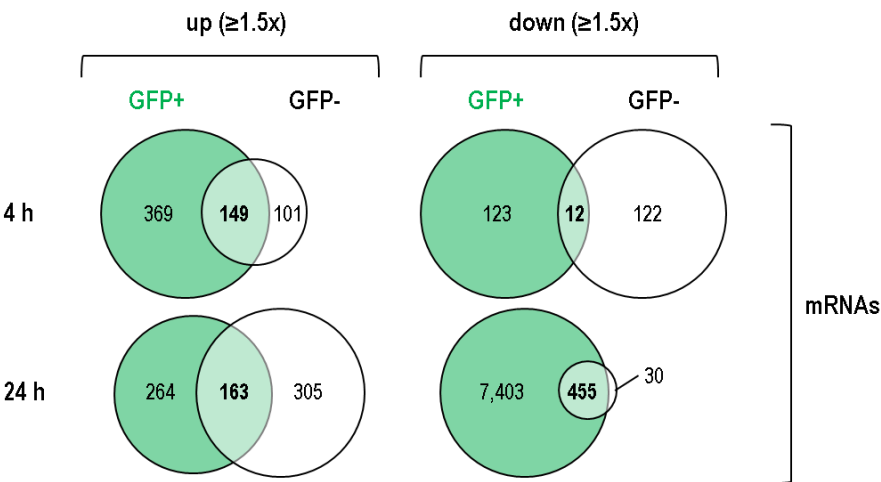 up (≥1.5x) down (≥1.5x)
GFP+ GFP- GFP+ GFP-
4 h 369 149 101 123 12 122
mRNAs
24 h 264 163 305 7,403 455 30